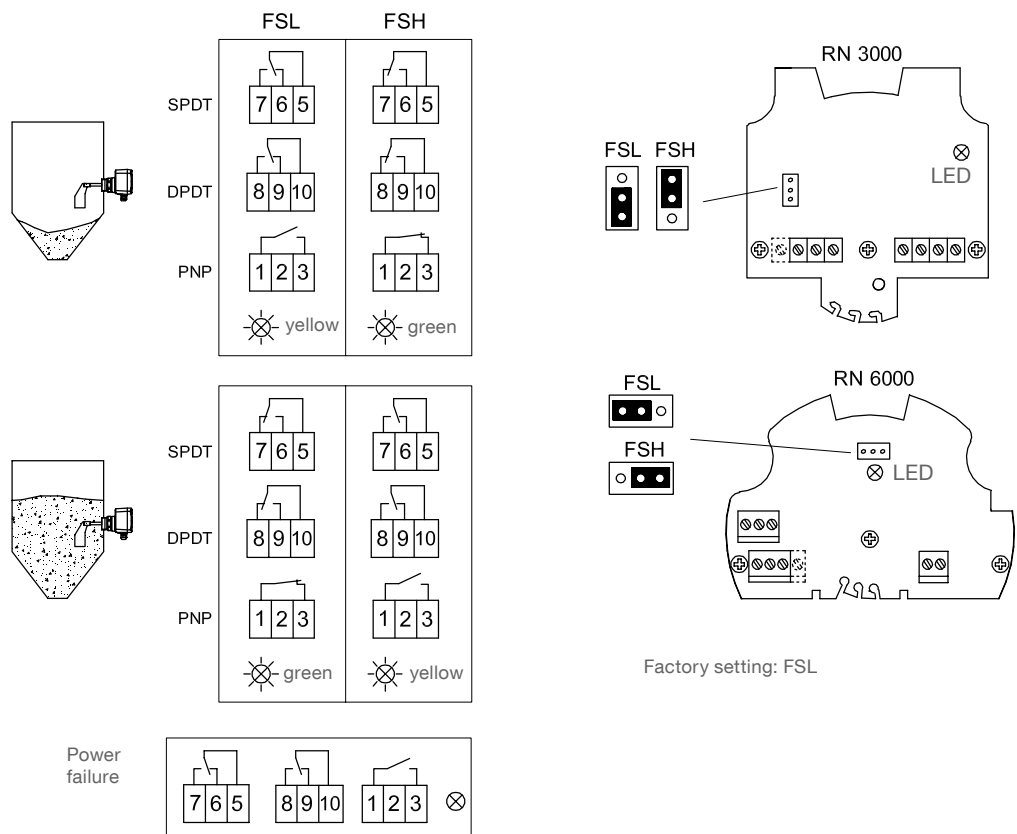 FSL FSH
SPDT 7 6 5 7 6 5
DPDT 8 9 10 8 9 10
PNP 1 2 3 1 2 3
yellow green
SPDT 7 6 5 7 6 5
DPDT 8 9 10 8 9 10
PNP 1 2 3 1 2 3
green yellow
Power
failure
7 6 5 8 9 10 1 2 3
RN 3000
FSL FSH
LED
RN 6000
FSL
FSH
LED
Factory setting: FSL